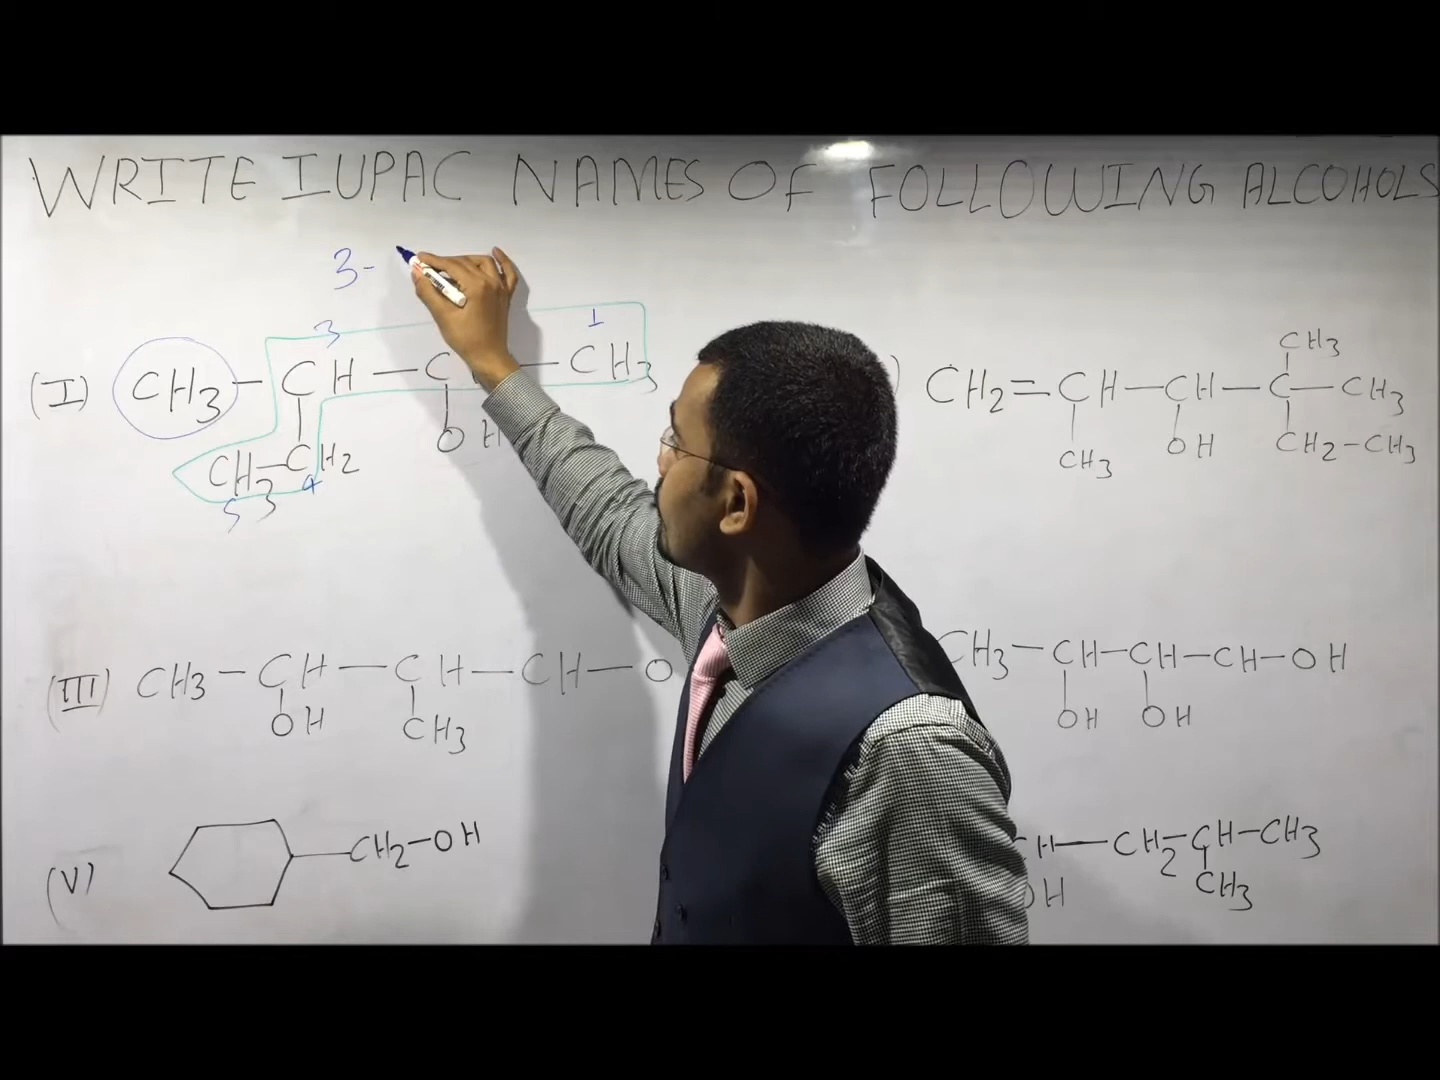 WRITE IUPAC NAMES OF FOLLOWING ALCOHOLS
3-
3 1
(I) CH3-CH-C-CH3
OH
CH3-CH2
5 4
) CH2=CH-CH-C-CH3
CH3
CH3 OH CH2-CH3
(III) CH3-CH-CH-CH-O
OH CH3
CH3-CH-CH-CH-OH
OH OH
(V) CH2-OH
H-CH2-CH-CH3
OH CH3